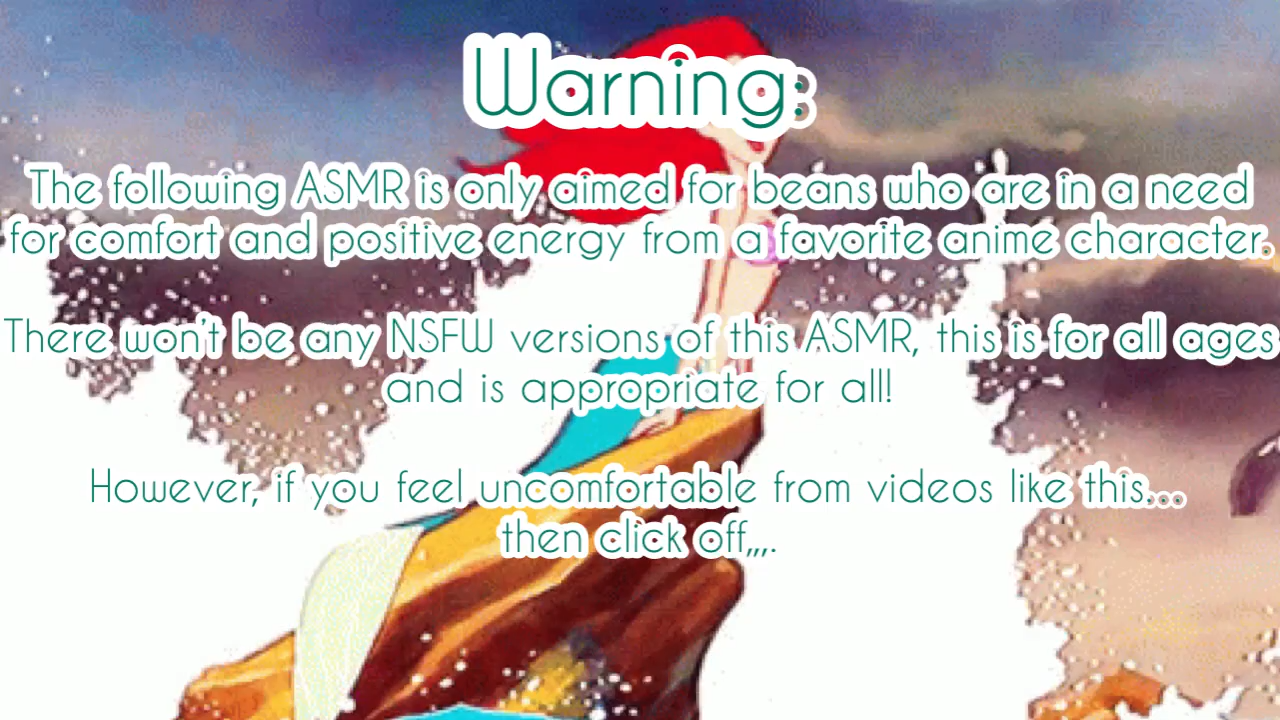 Warning:
The following ASMR is only aimed for beans who are in a need
for comfort and positive energy from a favorite anime character.
There won't be any NSFW versions of this ASMR, this is for all ages
and is appropriate for all!
However, if you feel uncomfortable from videos like this...
then click off,,,.